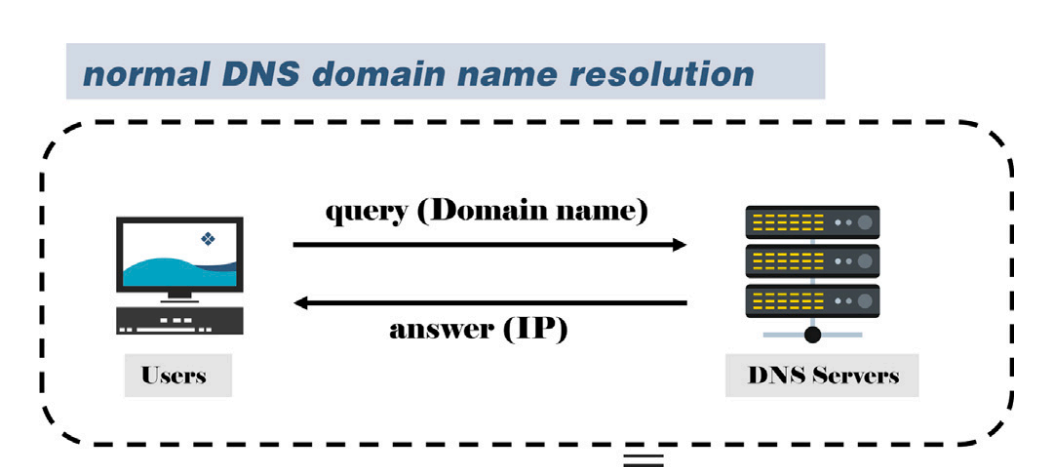 normal DNS domain name resolution
query (Domain name)
answer (IP)
Users
DNS Servers